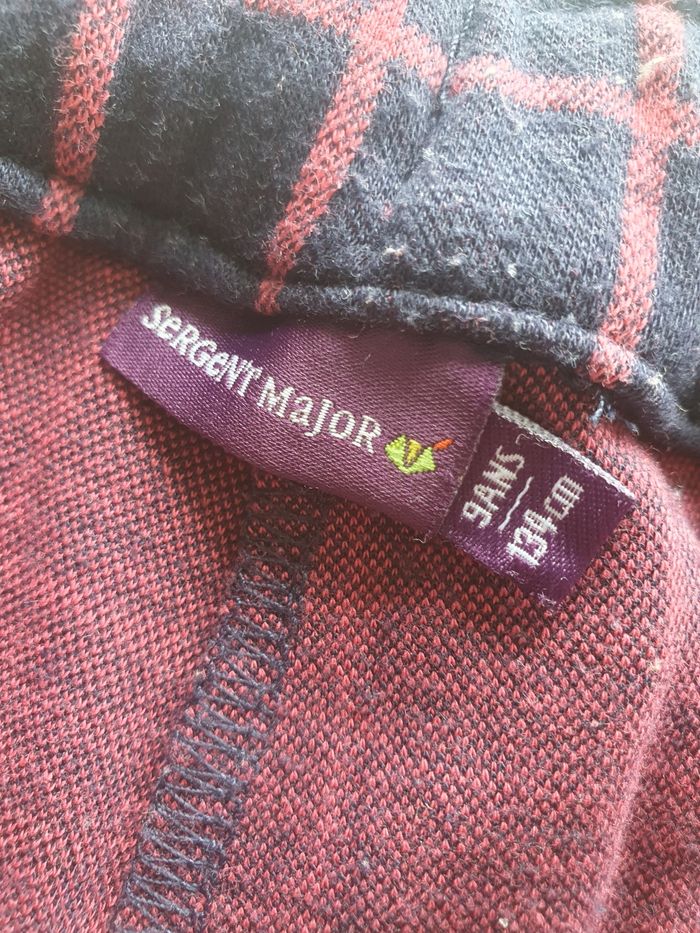 SeRGeNT MajoR
9ANS
134 cm